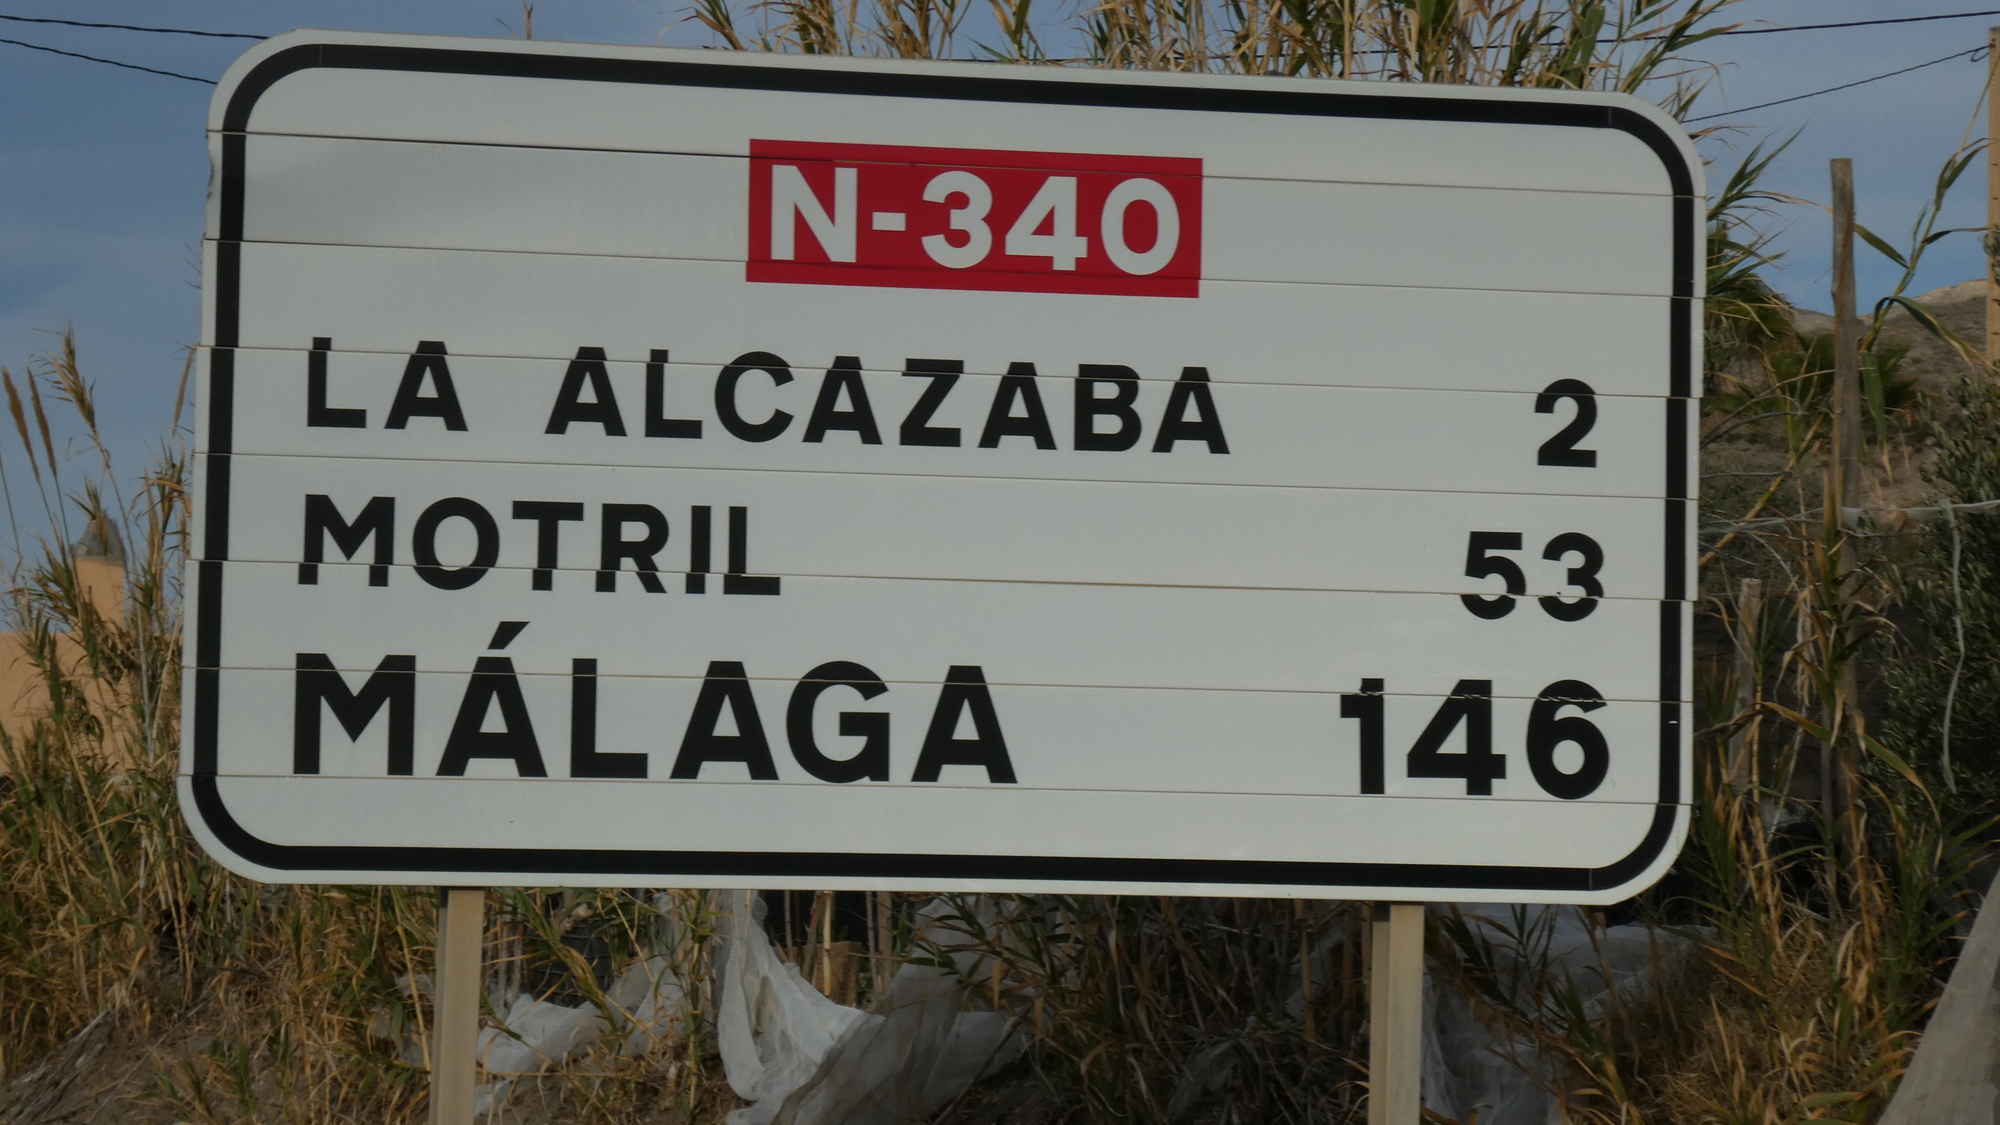 N-340
LA ALCAZABA 2
MOTRIL 53
MÁLAGA 146